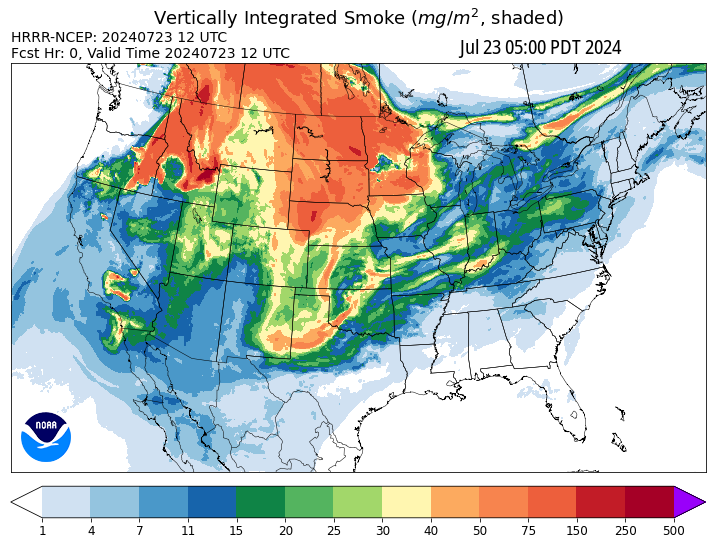 Vertically Integrated Smoke (mg/m², shaded)
HRRR-NCEP: 20240723 12 UTC
Fcst Hr: 0, Valid Time 20240723 12 UTC
Jul 23 05:00 PDT 2024
NOAA
1 4 7 11 15 20 25 30 40 50 75 150 250 500